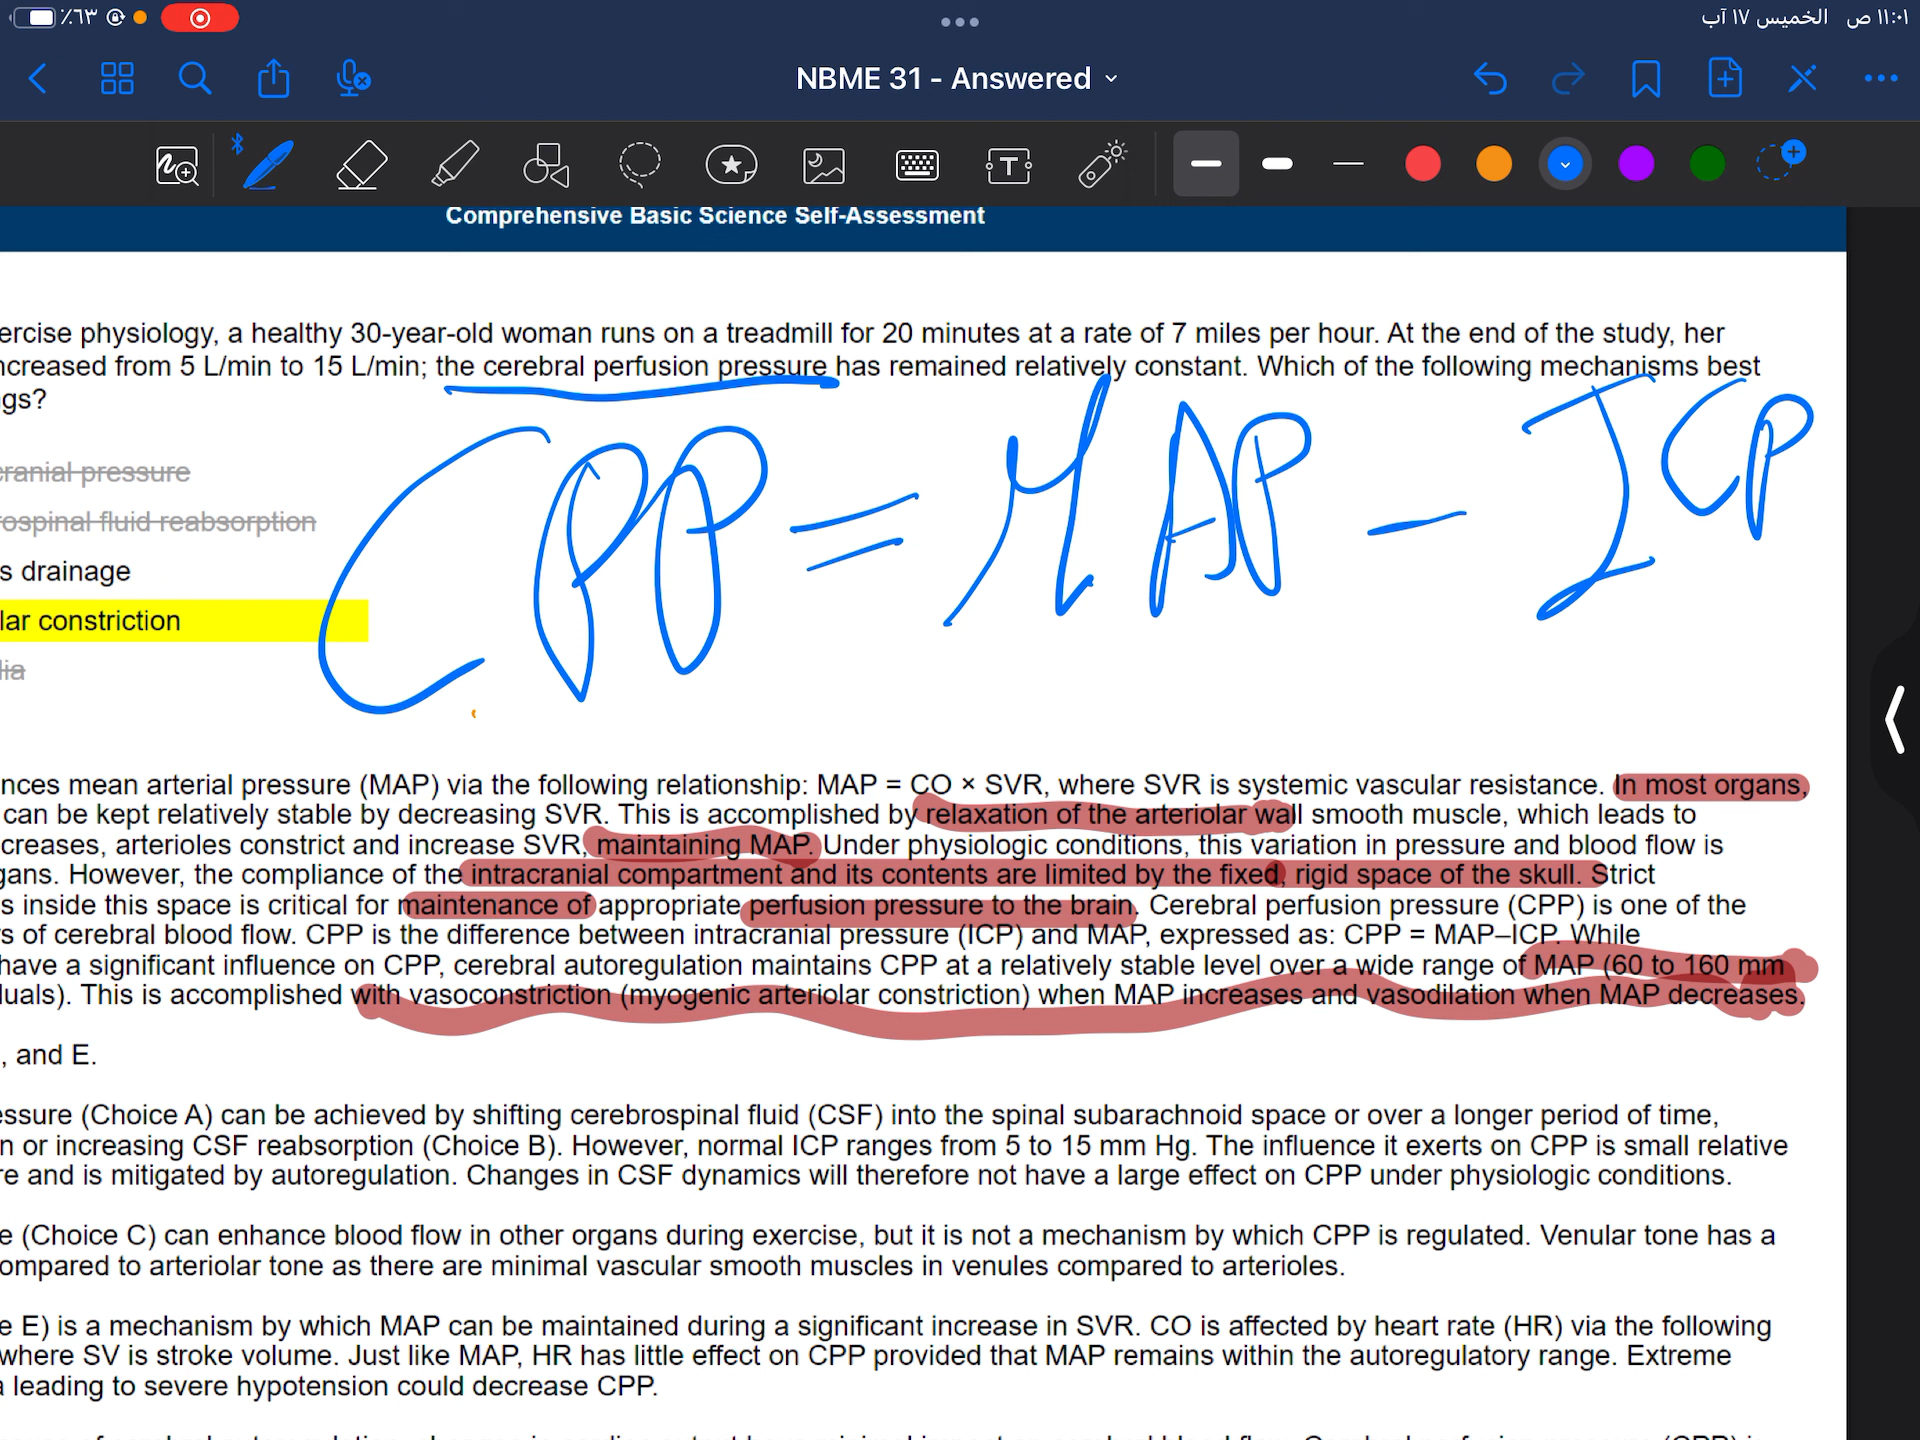 ٪٦٣
١١:٠١ ص الخميس ١٧ آب
NBME 31 - Answered
T
Comprehensive Basic Science Self-Assessment
ercise physiology, a healthy 30-year-old woman runs on a treadmill for 20 minutes at a rate of 7 miles per hour. At the end of the study, her
ncreased from 5 L/min to 15 L/min; the cerebral perfusion pressure has remained relatively constant. Which of the following mechanisms best
gs?
CPP = MAP - ICP
cranial pressure
rospinal fluid reabsorption
s drainage
lar constriction
lia
nces mean arterial pressure (MAP) via the following relationship: MAP = CO × SVR, where SVR is systemic vascular resistance. In most organs,
can be kept relatively stable by decreasing SVR. This is accomplished by relaxation of the arteriolar wall smooth muscle, which leads to
creases, arterioles constrict and increase SVR, maintaining MAP. Under physiologic conditions, this variation in pressure and blood flow is
gans. However, the compliance of the intracranial compartment and its contents are limited by the fixed, rigid space of the skull. Strict
s inside this space is critical for maintenance of appropriate perfusion pressure to the brain. Cerebral perfusion pressure (CPP) is one of the
s of cerebral blood flow. CPP is the difference between intracranial pressure (ICP) and MAP, expressed as: CPP = MAP–ICP. While
have a significant influence on CPP, cerebral autoregulation maintains CPP at a relatively stable level over a wide range of MAP (60 to 160 mm
luals). This is accomplished with vasoconstriction (myogenic arteriolar constriction) when MAP increases and vasodilation when MAP decreases.
, and E.
essure (Choice A) can be achieved by shifting cerebrospinal fluid (CSF) into the spinal subarachnoid space or over a longer period of time,
n or increasing CSF reabsorption (Choice B). However, normal ICP ranges from 5 to 15 mm Hg. The influence it exerts on CPP is small relative
re and is mitigated by autoregulation. Changes in CSF dynamics will therefore not have a large effect on CPP under physiologic conditions.
e (Choice C) can enhance blood flow in other organs during exercise, but it is not a mechanism by which CPP is regulated. Venular tone has a
ompared to arteriolar tone as there are minimal vascular smooth muscles in venules compared to arterioles.
e E) is a mechanism by which MAP can be maintained during a significant increase in SVR. CO is affected by heart rate (HR) via the following
where SV is stroke volume. Just like MAP, HR has little effect on CPP provided that MAP remains within the autoregulatory range. Extreme
a leading to severe hypotension could decrease CPP.